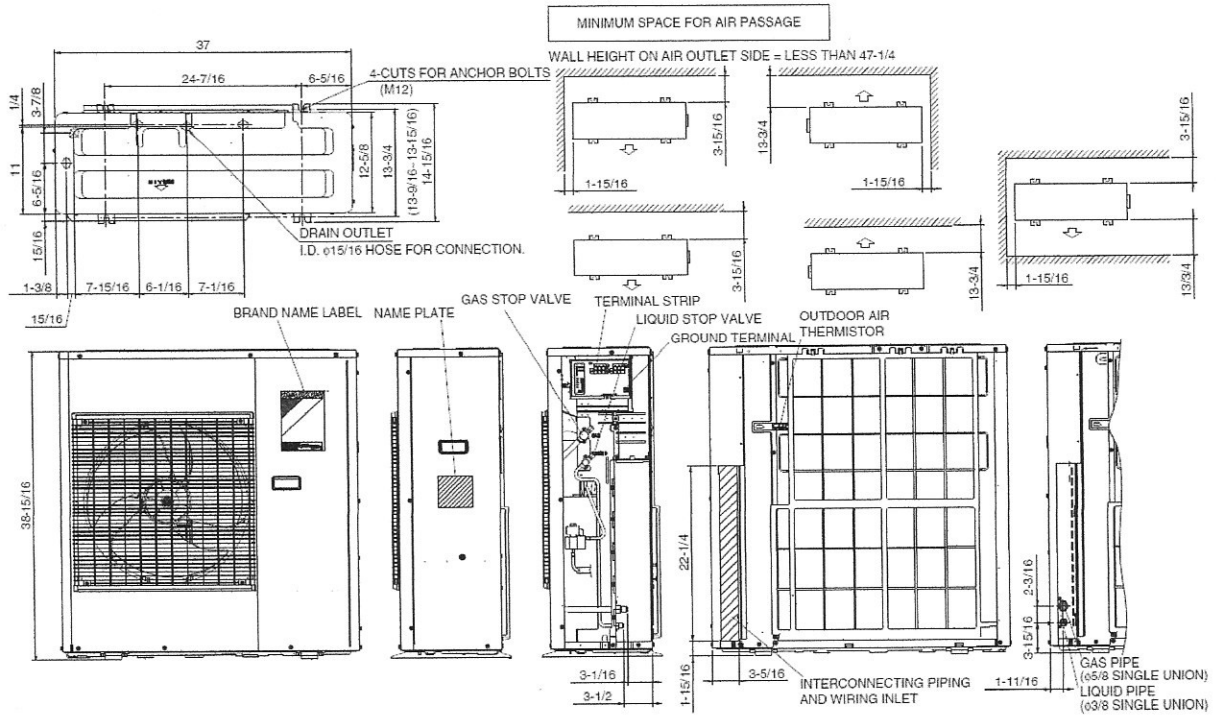 MINIMUM SPACE FOR AIR PASSAGE
WALL HEIGHT ON AIR OUTLET SIDE = LESS THAN 47-1/4
37
24-7/16
6-5/16
4-CUTS FOR ANCHOR BOLTS
(M12)
1/4
3-7/8
11
6-5/16
15/16
12-5/8
13-3/4
(13-9/16~13-15/16)
14-15/16
DRAIN OUTLET
I.D. φ15/16 HOSE FOR CONNECTION.
1-3/8
7-15/16
6-1/16
7-1/16
15/16
3-15/16
1-15/16
13-3/4
1-15/16
3-15/16
13-3/4
3-15/16
1-15/16
13/3/4
BRAND NAME LABEL
NAME PLATE
GAS STOP VALVE
TERMINAL STRIP
LIQUID STOP VALVE
GROUND TERMINAL
OUTDOOR AIR
THERMISTOR
38-15/16
22-1/4
1-15/16
3-1/16
3-1/2
3-5/16
INTERCONNECTING PIPING
AND WIRING INLET
2-3/16
3-15/16
1-11/16
GAS PIPE
(φ5/8 SINGLE UNION)
LIQUID PIPE
(φ3/8 SINGLE UNION)